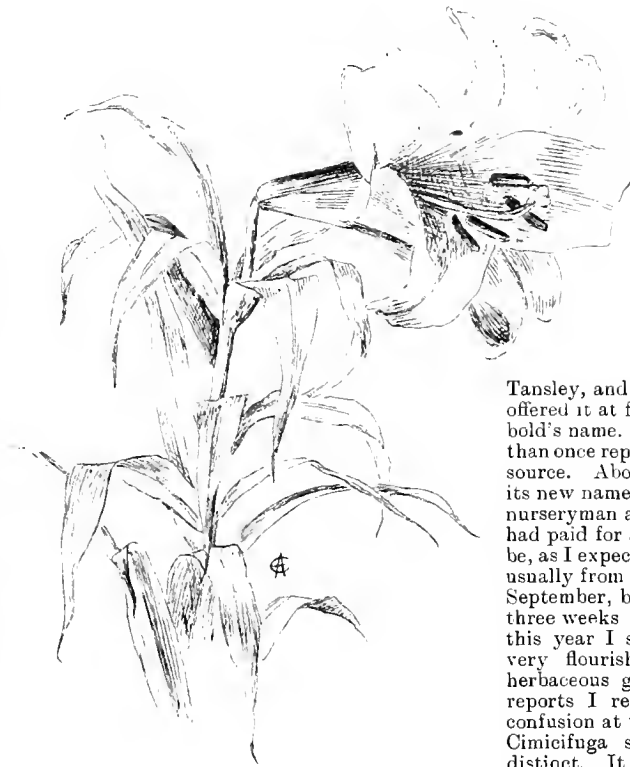 Tansley, and
offered it at f
bold's name.
than once rep
source. Abo
its new name
nurseryman a
had paid for
be, as I expec
usually from
September, b
three weeks
this year I s
very flourish
herbaceous g
reports I re
confusion at
Cimicifuga s
distinct. It